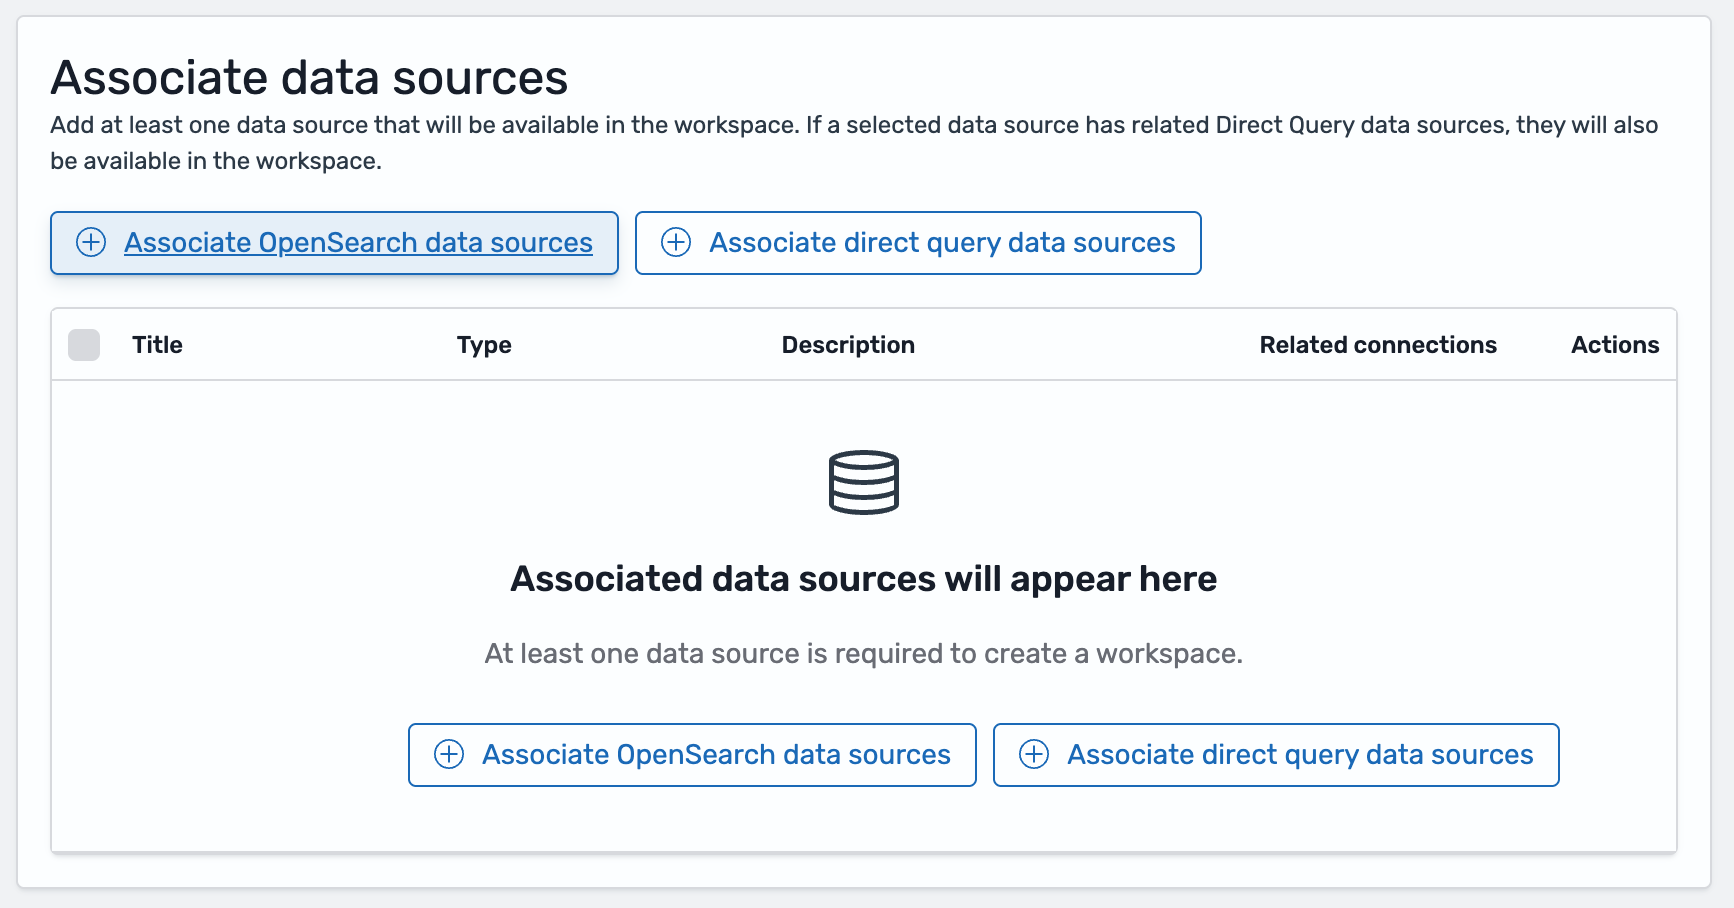 Associate data sources
Add at least one data source that will be available in the workspace. If a selected data source has related Direct Query data sources, they will also
be available in the workspace.
Associate OpenSearch data sources
Associate direct query data sources
Title
Type
Description
Related connections
Actions
Associated data sources will appear here
At least one data source is required to create a workspace.
Associate OpenSearch data sources
Associate direct query data sources